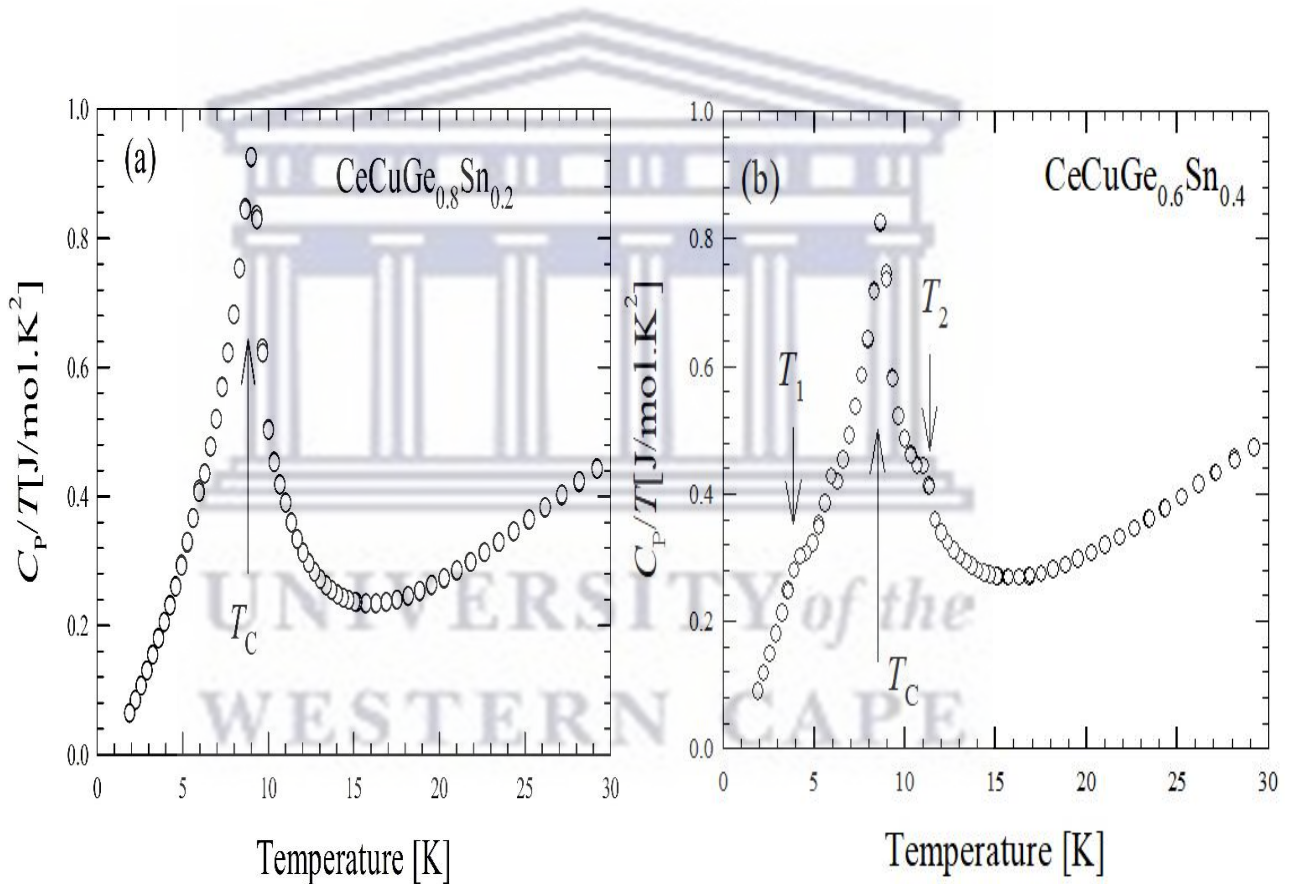 (a)
CeCuGe0.8Sn0.2
CP/T[J/mol.K2]
1.0
0.8
0.6
0.4
0.2
0.0
TC
0 5 10 15 20 25 30
Temperature [K]
(b)
CeCuGe0.6Sn0.4
CP/T[J/mol.K2]
1.0
0.8
0.6
0.4
0.2
0.0
T1
T2
TC
0 5 10 15 20 25 30
Temperature [K]
UNIVERSITY of the
WESTERN CAPE